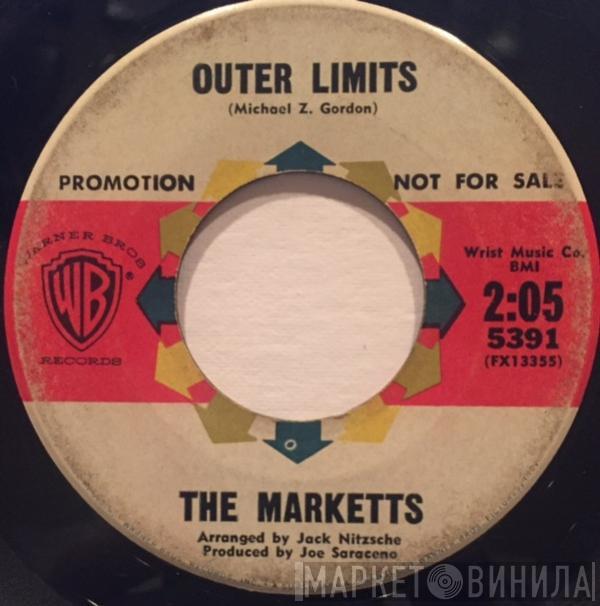 OUTER LIMITS
(Michael Z. Gordon)
PROMOTION
NOT FOR SALE
WARNER BROS
WB
®
RECORDS
Wrist Music Co.
BMI
2:05
5391
(FX13355)
THE MARKETTS
Arranged by Jack Nitzsche
Produced by Joe Saraceno
МАРКЕТ ВИНИЛА